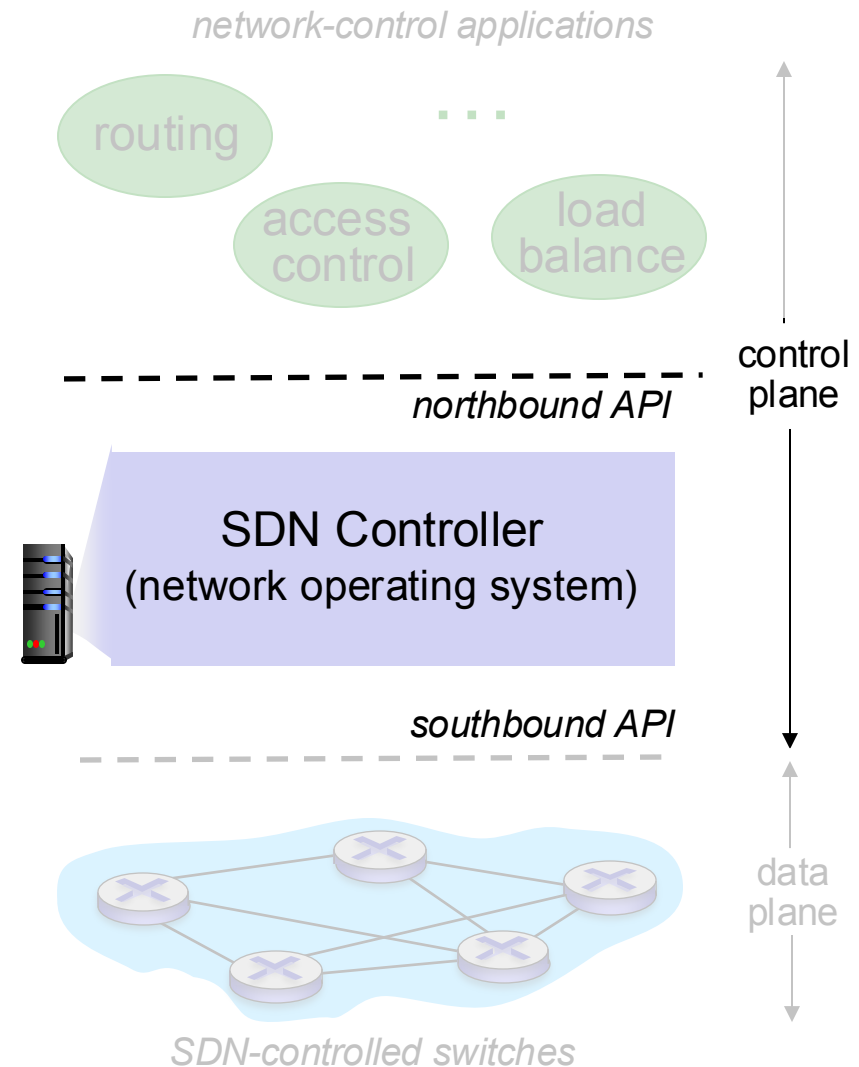 network-control applications
routing
. . .
access
control
load
balance
control
plane
northbound API
SDN Controller
(network operating system)
southbound API
data
plane
SDN-controlled switches